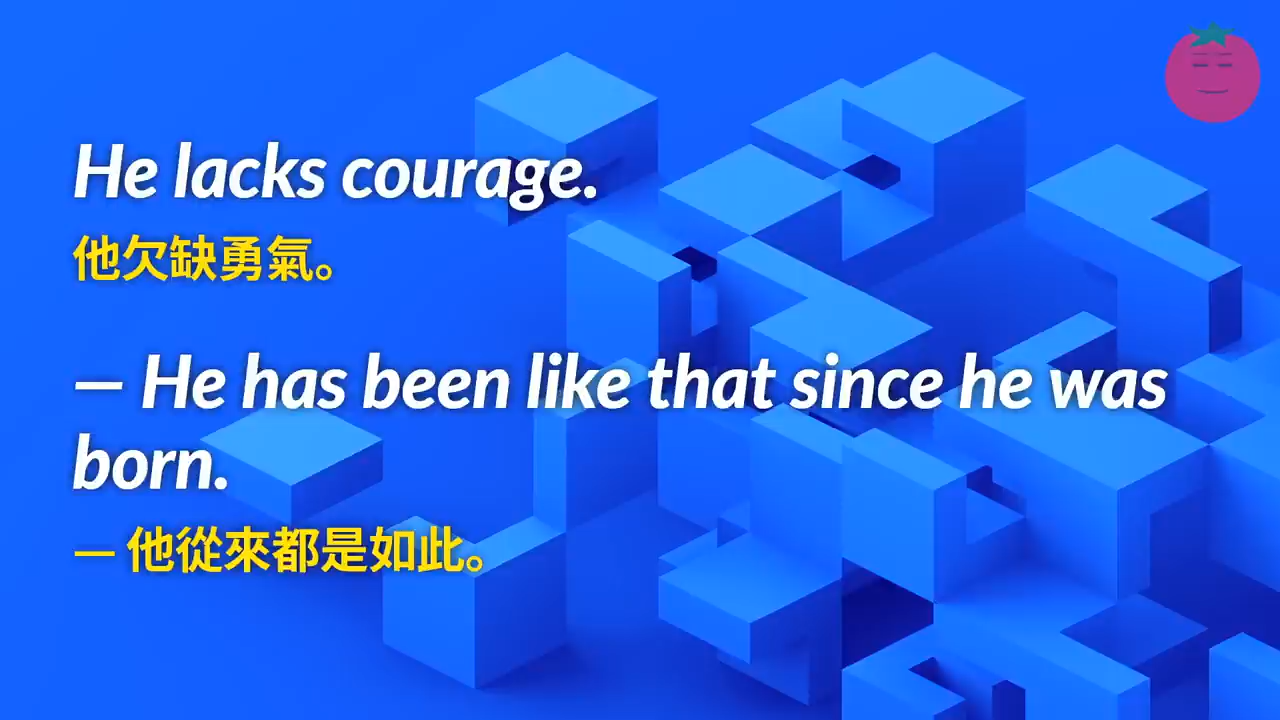 He lacks courage.
他欠缺勇氣。
— He has been like that since he was
born.
— 他從來都是如此。